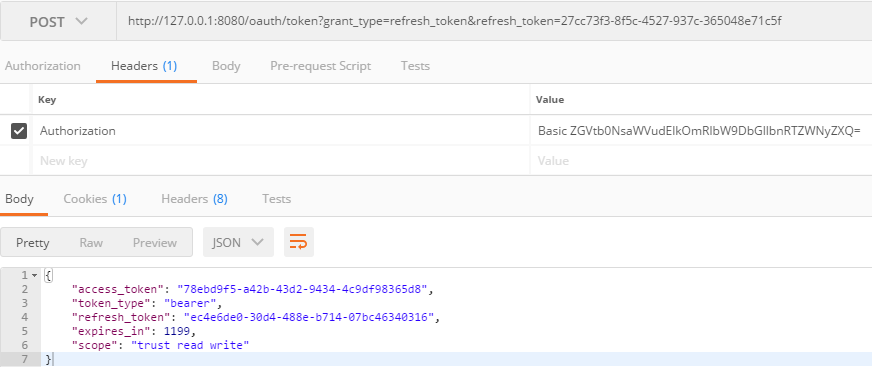 POST http://127.0.0.1:8080/oauth/token?grant_type=refresh_token&refresh_token=27cc73f3-8f5c-4527-937c-365048e71c5f
Authorization Headers (1) Body Pre-request Script Tests
Key Value
Authorization Basic ZGVtb0NsaWVudElkOmRlbW9DbGllbnRTZWNyZXQ=
New key Value
Body Cookies (1) Headers (8) Tests
Pretty Raw Preview JSON
1 {
2 "access_token": "78ebd9f5-a42b-43d2-9434-4c9df98365d8",
3 "token_type": "bearer",
4 "refresh_token": "ec4e6de0-30d4-488e-b714-07bc46340316",
5 "expires_in": 1199,
6 "scope": "trust read write"
7 }